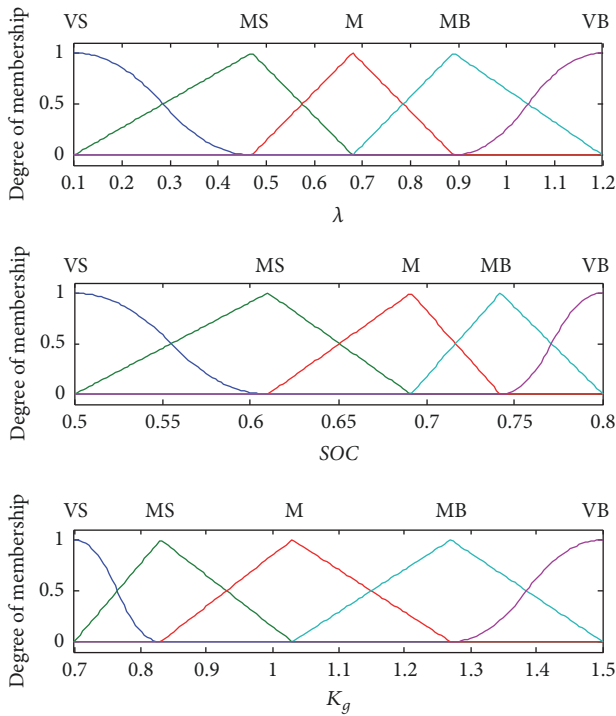 VS MS M MB VB
Degree of membership
1
0.5
0
0.1 0.2 0.3 0.4 0.5 0.6 0.7 0.8 0.9 1 1.1 1.2
λ
VS MS M MB VB
Degree of membership
1
0.5
0
0.5 0.55 0.6 0.65 0.7 0.75 0.8
SOC
VS MS M MB VB
Degree of membership
1
0.5
0
0.7 0.8 0.9 1 1.1 1.2 1.3 1.4 1.5
K_g